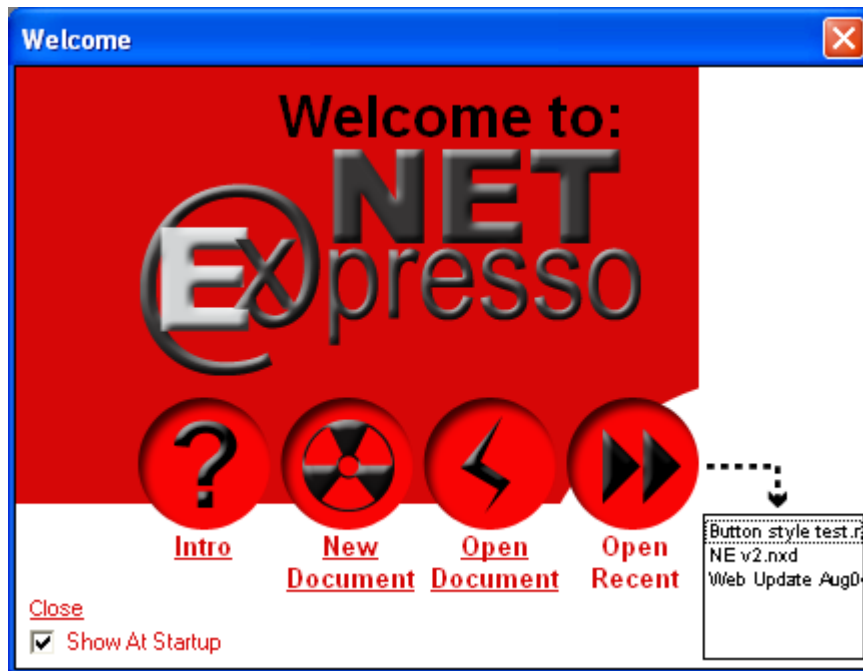 Welcome
Welcome to:
NET
Expresso
Intro
New
Document
Open
Document
Open
Recent
Button style test.
NE v2.nxd
Web Update Aug0
Close
Show At Startup